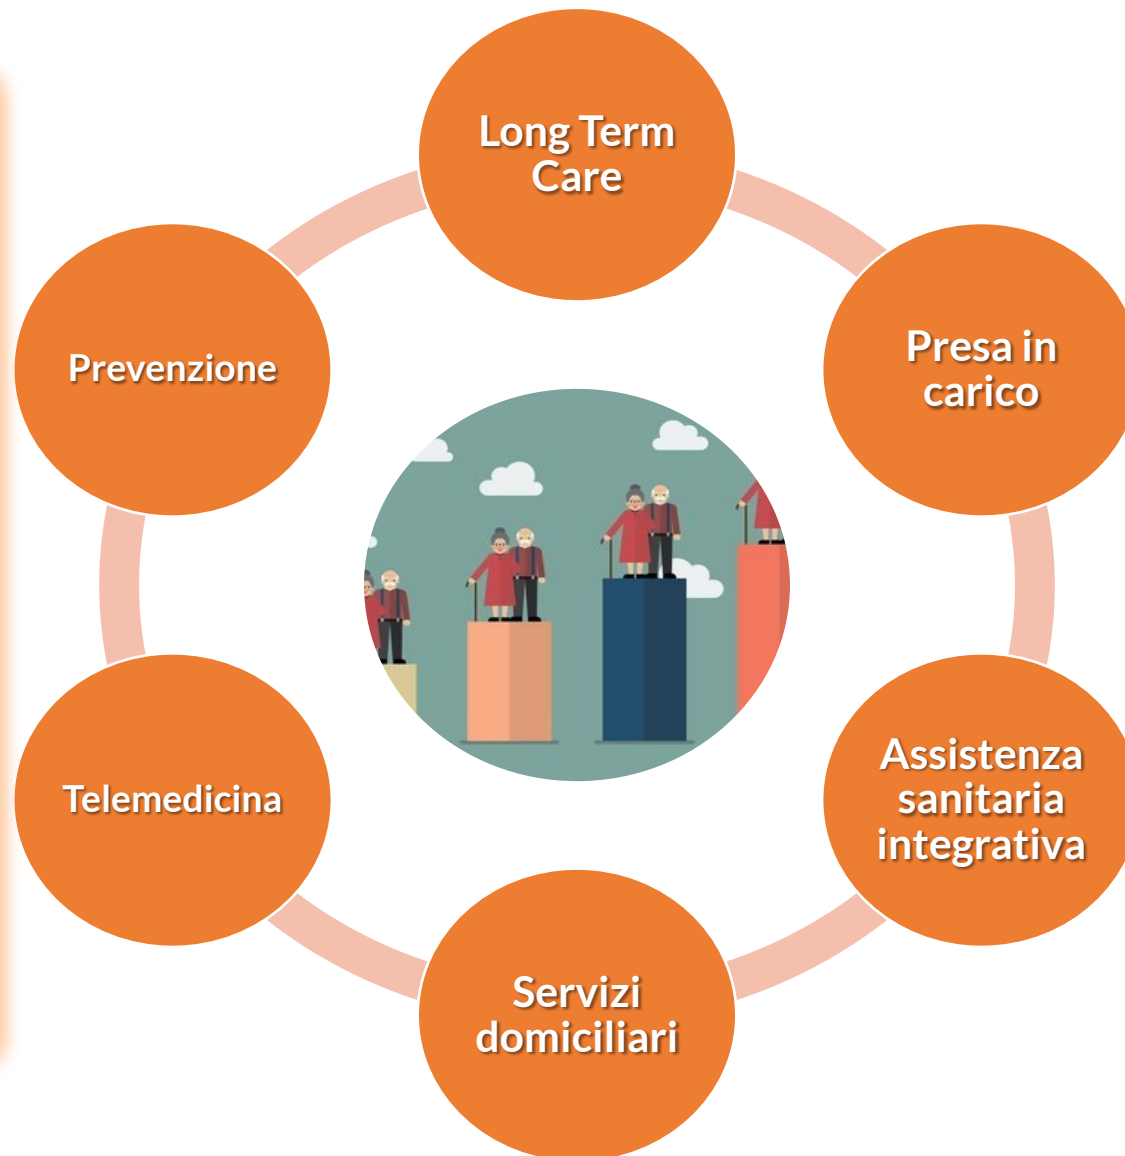 Long Term
Care
Presa in
carico
Assistenza
sanitaria
integrativa
Servizi
domiciliari
Telemedicina
Prevenzione